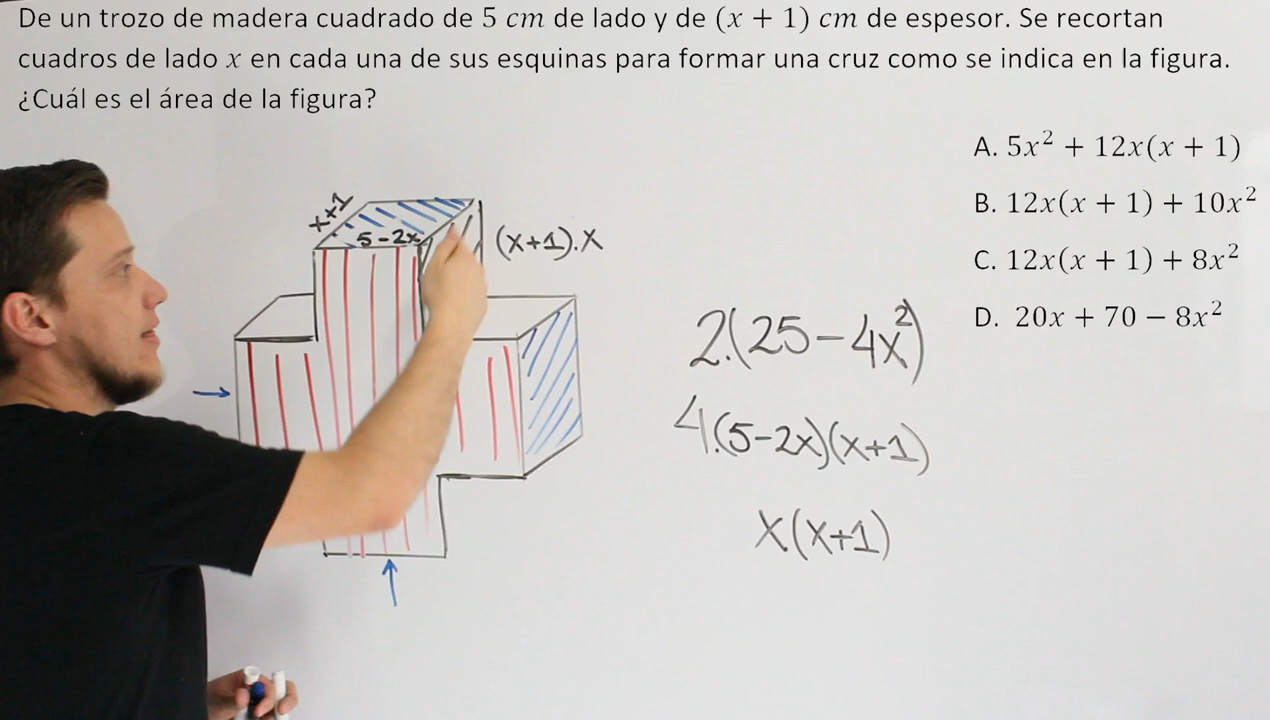 De un trozo de madera cuadrado de 5 cm de lado y de (x + 1) cm de espesor. Se recortan
cuadros de lado x en cada una de sus esquinas para formar una cruz como se indica en la figura.
¿Cuál es el área de la figura?
A. 5x² + 12x(x + 1)
B. 12x(x + 1) + 10x²
C. 12x(x + 1) + 8x²
D. 20x + 70 − 8x²
x+1
5-2x
(x+1).x
2.(25-4x²)
4.(5-2x)(x+1)
x(x+1)